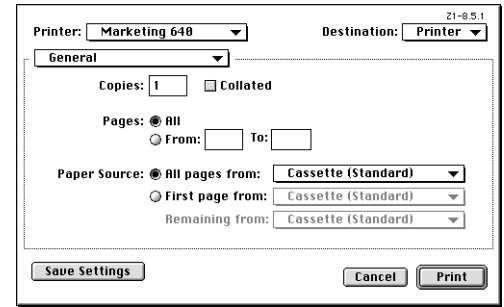 Z1-8.5.1
Printer: Marketing 640 Destination: Printer
General
Copies: 1 Collated
Pages: All
From: To:
Paper Source: All pages from: Cassette (Standard)
First page from: Cassette (Standard)
Remaining from: Cassette (Standard)
Save Settings Cancel Print